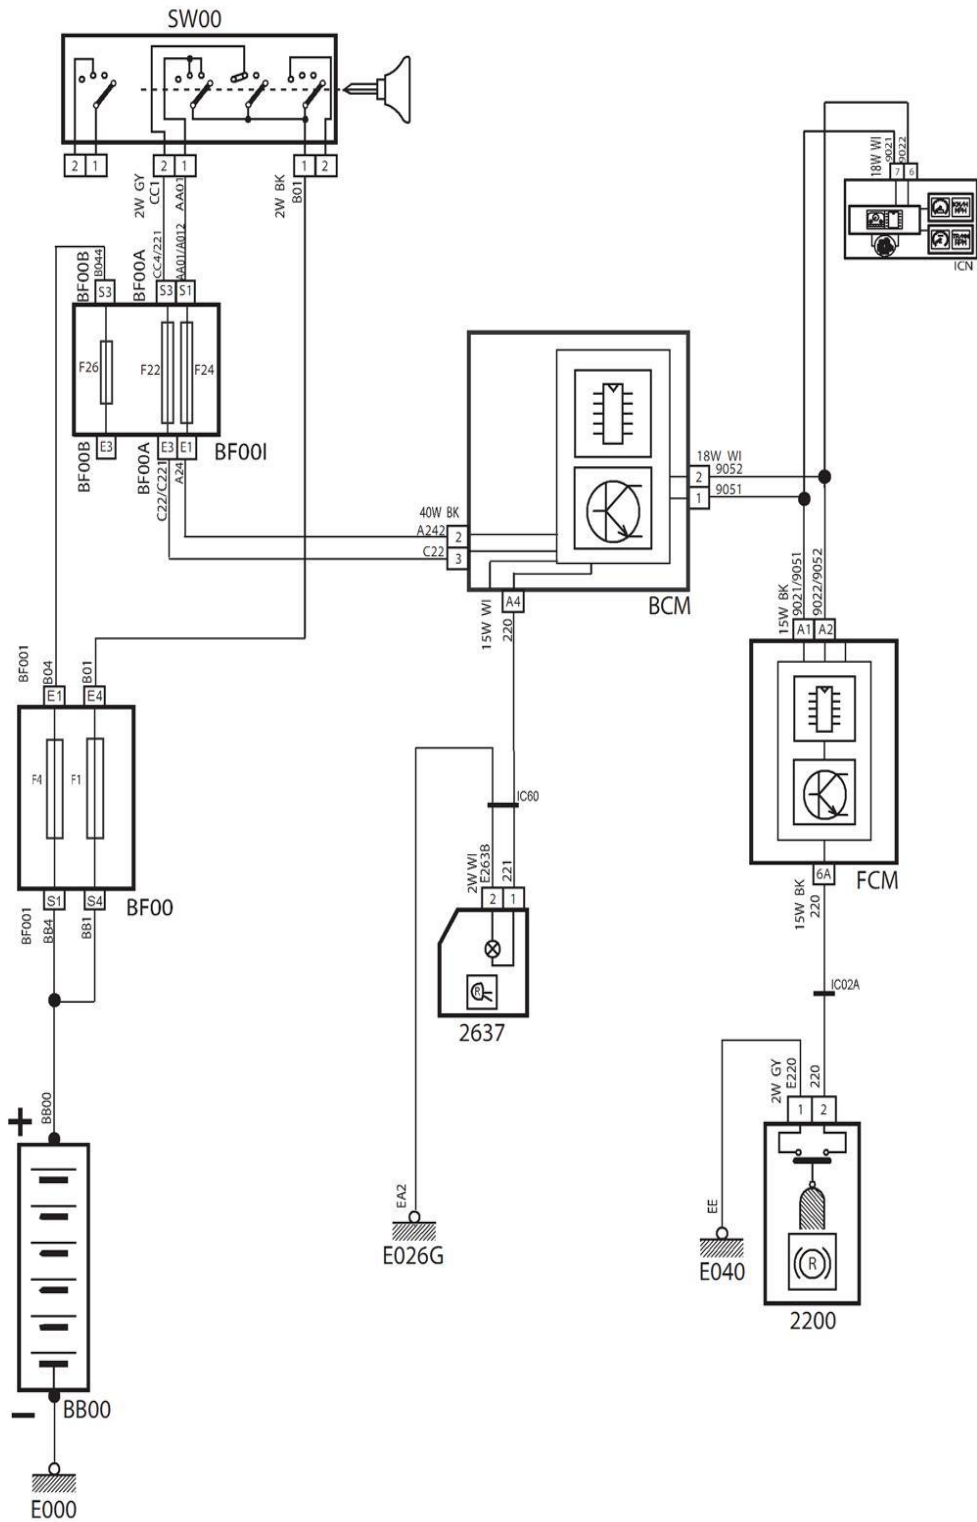 SW00
2 1
2 1
1 2
2W GY
CC1
AA01
2W BK
B01
18W WI
9021
9022
7 6
ICN
BF00B
B044
BF00A
CC4/221
AA01/A012
S3
S3 S1
F26
F22
F24
E3
E3 E1
BF00I
BF00B
BF00A
C22/C221
A24
40W BK
A242
2
C22
3
18W WI
2
9052
1
9051
BCM
15W WI
A4
220
15W BK
9021/9051
9022/9052
A1 A2
BF001
B04
B01
E1 E4
F4
F1
S1 S4
BF00
BF001
BB4
BB1
IC60
2W WI
E263B
221
2 1
2637
6A
FCM
15W BK
220
IC02A
2W GY
E220
220
1 2
R
R
2200
BB00
+
−
BB00
E000
EA2
E026G
EE
E040